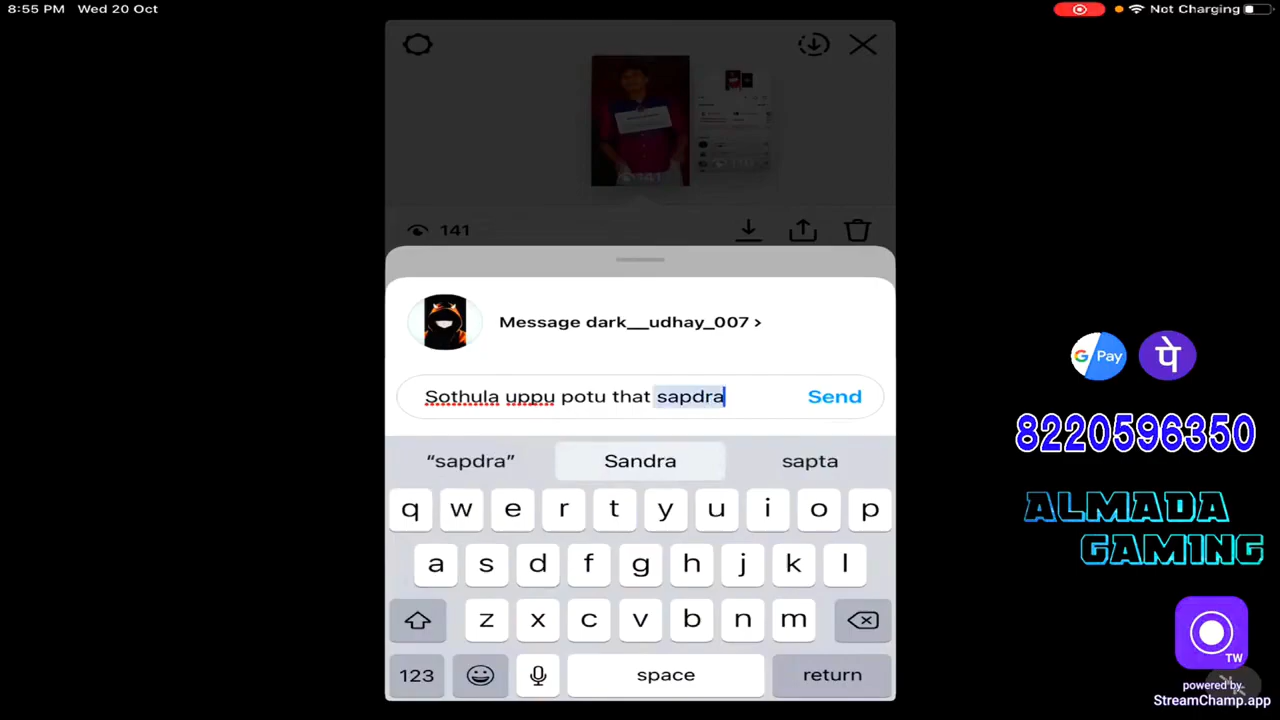 8:55 PM Wed 20 Oct
Not Charging
141
Message dark__udhay_007 >
Sothula uppu potu that sapdra
Send
“sapdra” Sandra sapta
q w e r t y u i o p
a s d f g h j k l
z x c v b n m
123 space return
G Pay पे
8220596350
ALMADA
GAMING
TW
powered by
StreamChamp.app